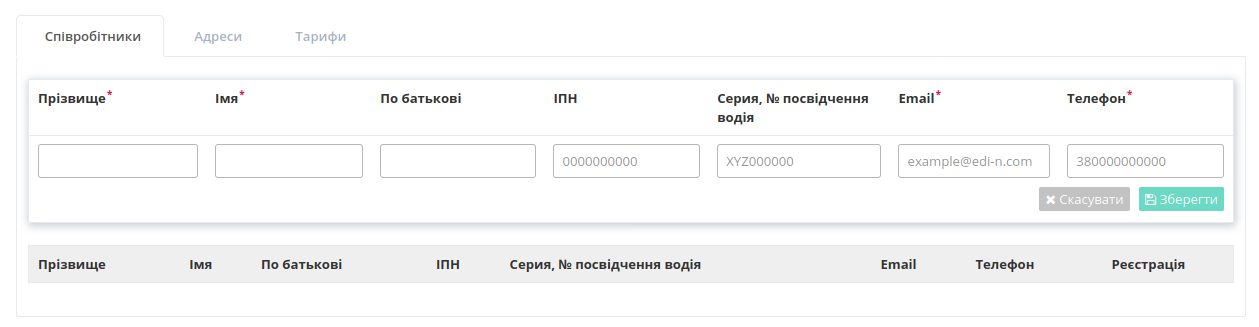 Співробітники Адреси Тарифи
Прізвище* Імя* По батькові ІПН Серия, № посвідчення водія Email* Телефон*
0000000000 XYZ000000 example@edi-n.com 380000000000
Скасувати Зберегти
Прізвище Імя По батькові ІПН Серия, № посвідчення водія Email Телефон Реєстрація